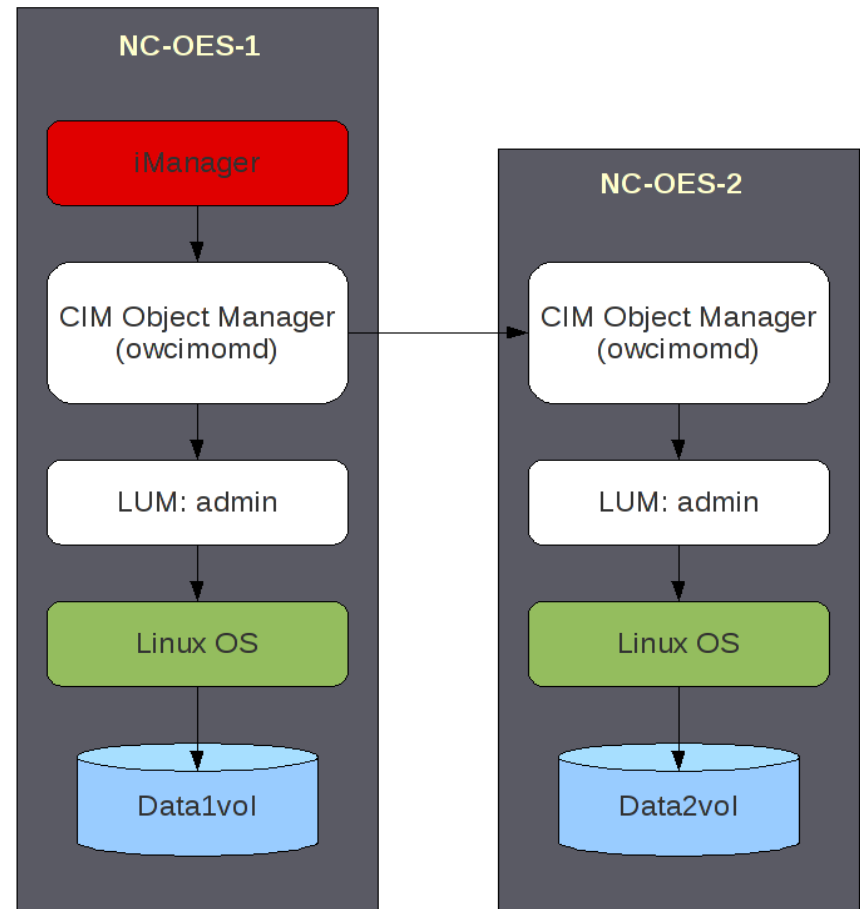 NC-OES-1
iManager
CIM Object Manager
(owcimomd)
LUM: admin
Linux OS
Data1vol
NC-OES-2
CIM Object Manager
(owcimomd)
LUM: admin
Linux OS
Data2vol